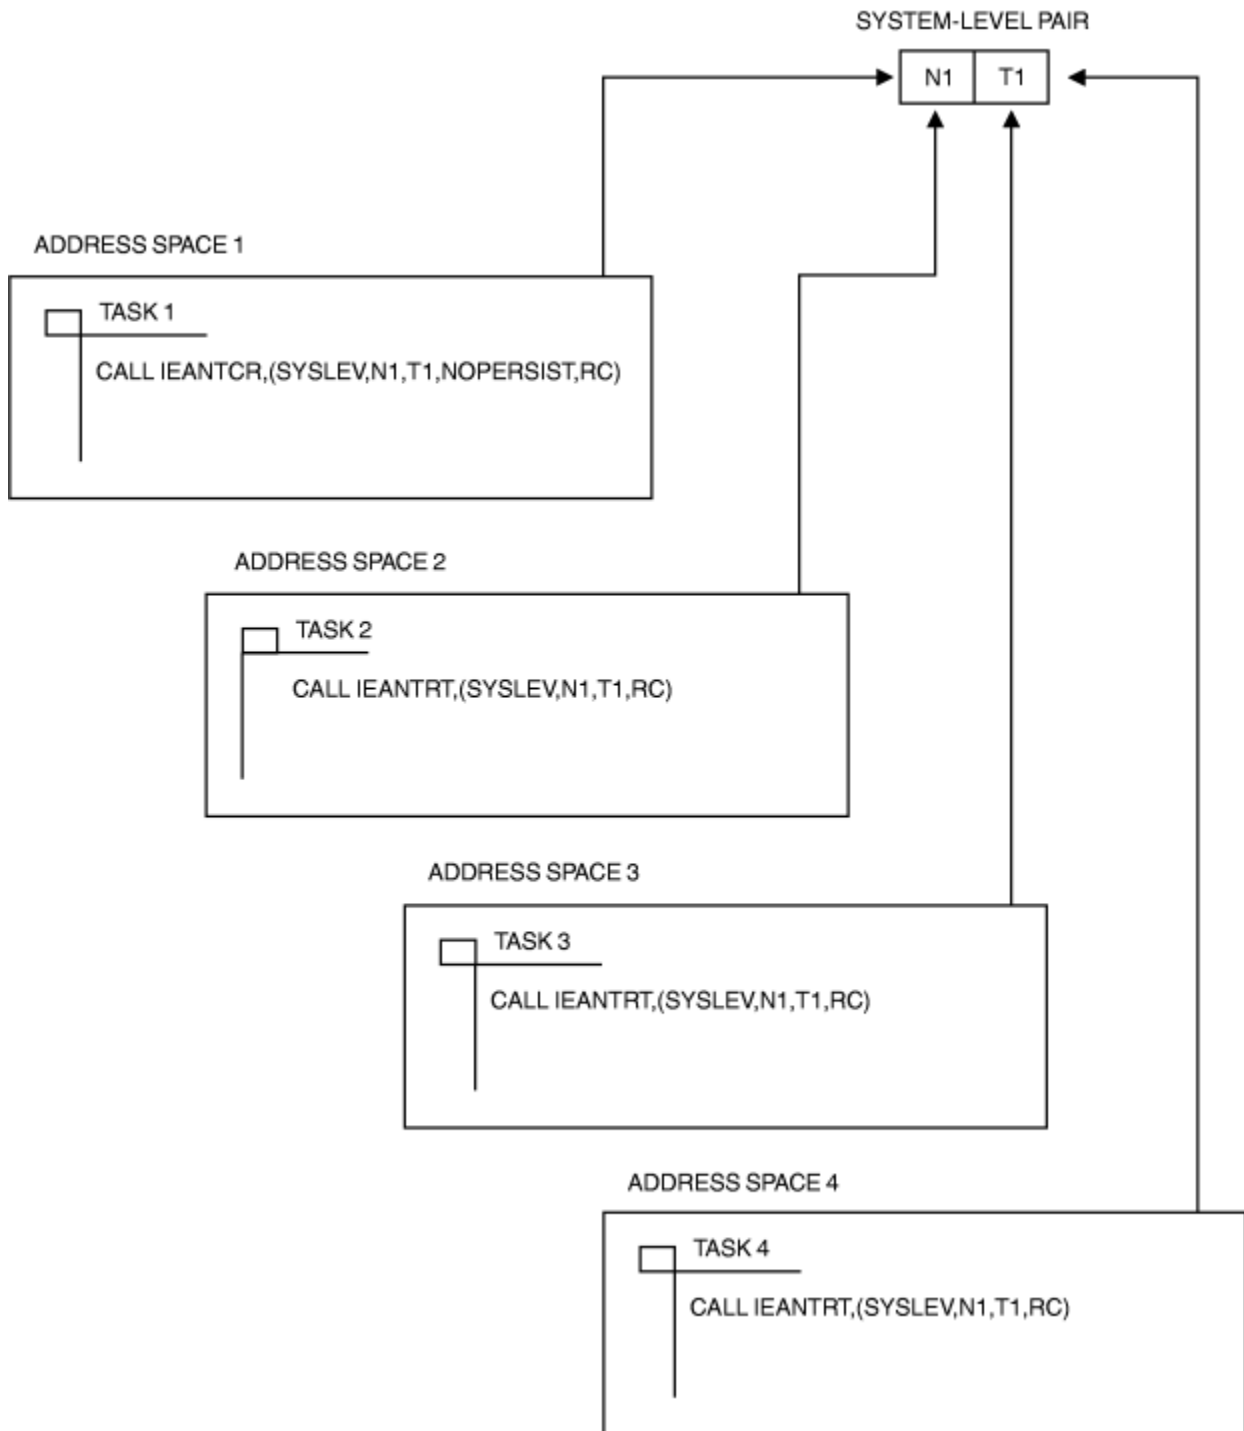 SYSTEM-LEVEL PAIR
N1 T1
ADDRESS SPACE 1
TASK 1
CALL IEANTCR,(SYSLEV,N1,T1,NOPERSIST,RC)
ADDRESS SPACE 2
TASK 2
CALL IEANTRT,(SYSLEV,N1,T1,RC)
ADDRESS SPACE 3
TASK 3
CALL IEANTRT,(SYSLEV,N1,T1,RC)
ADDRESS SPACE 4
TASK 4
CALL IEANTRT,(SYSLEV,N1,T1,RC)